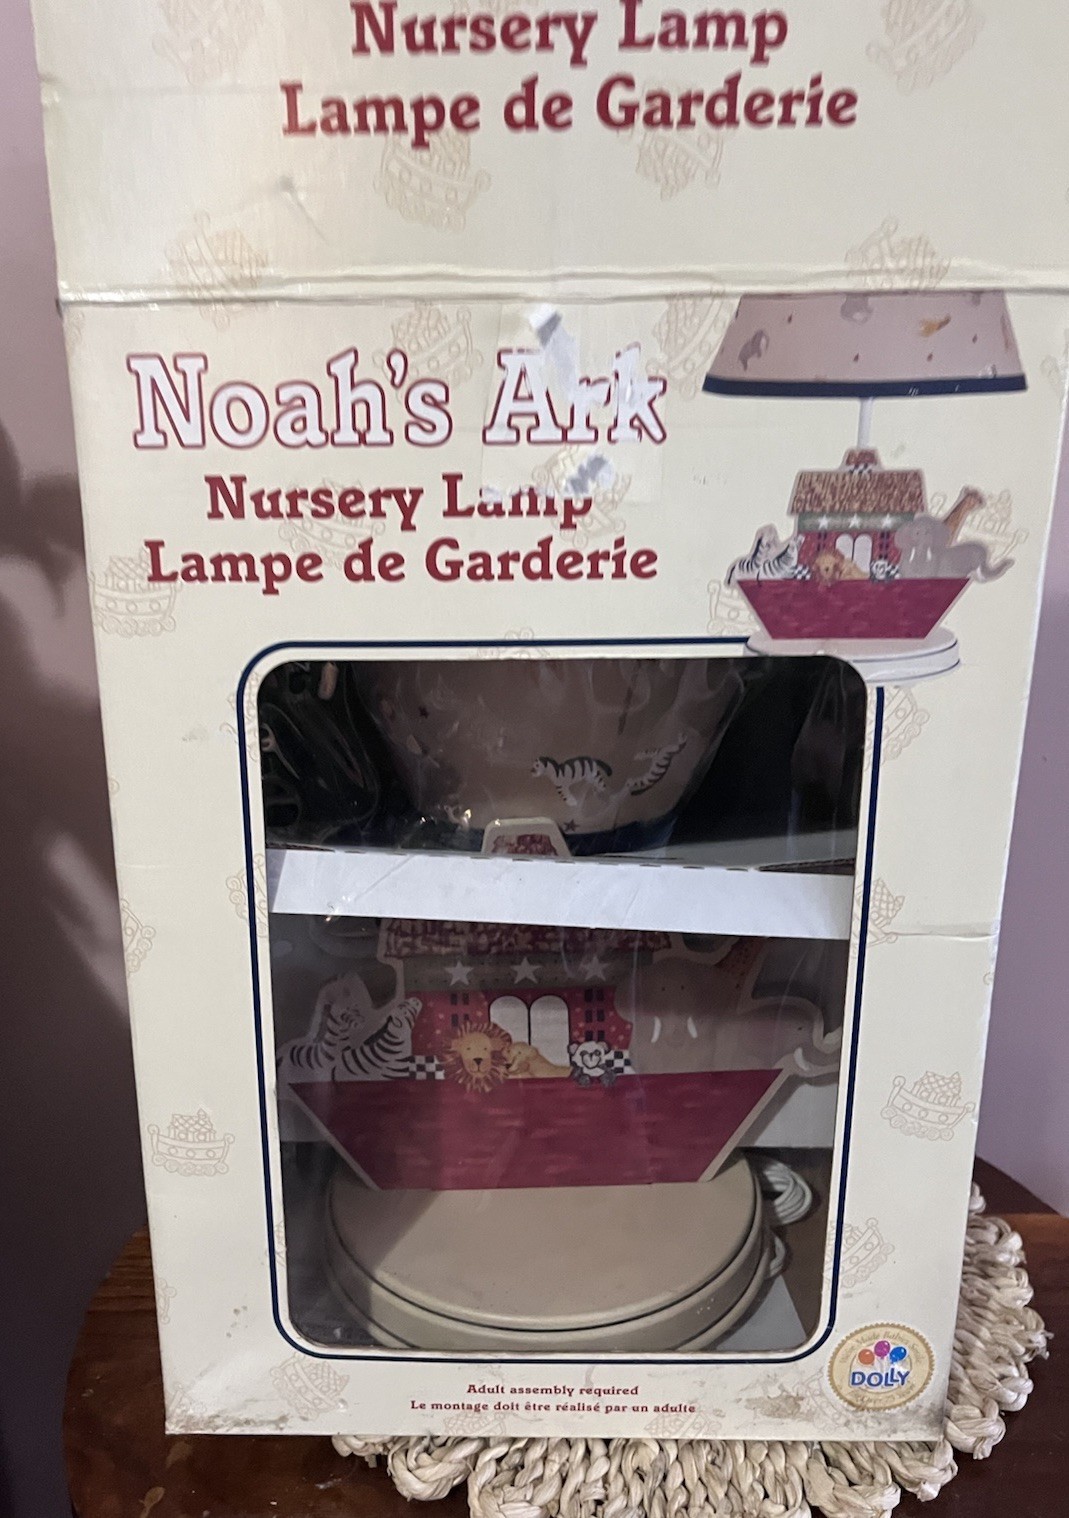 Nursery Lamp
Lampe de Garderie
Noah's Ark
Nursery Lamp
Lampe de Garderie
Adult assembly required
Le montage doit être réalisé par un adulte
DOLLY